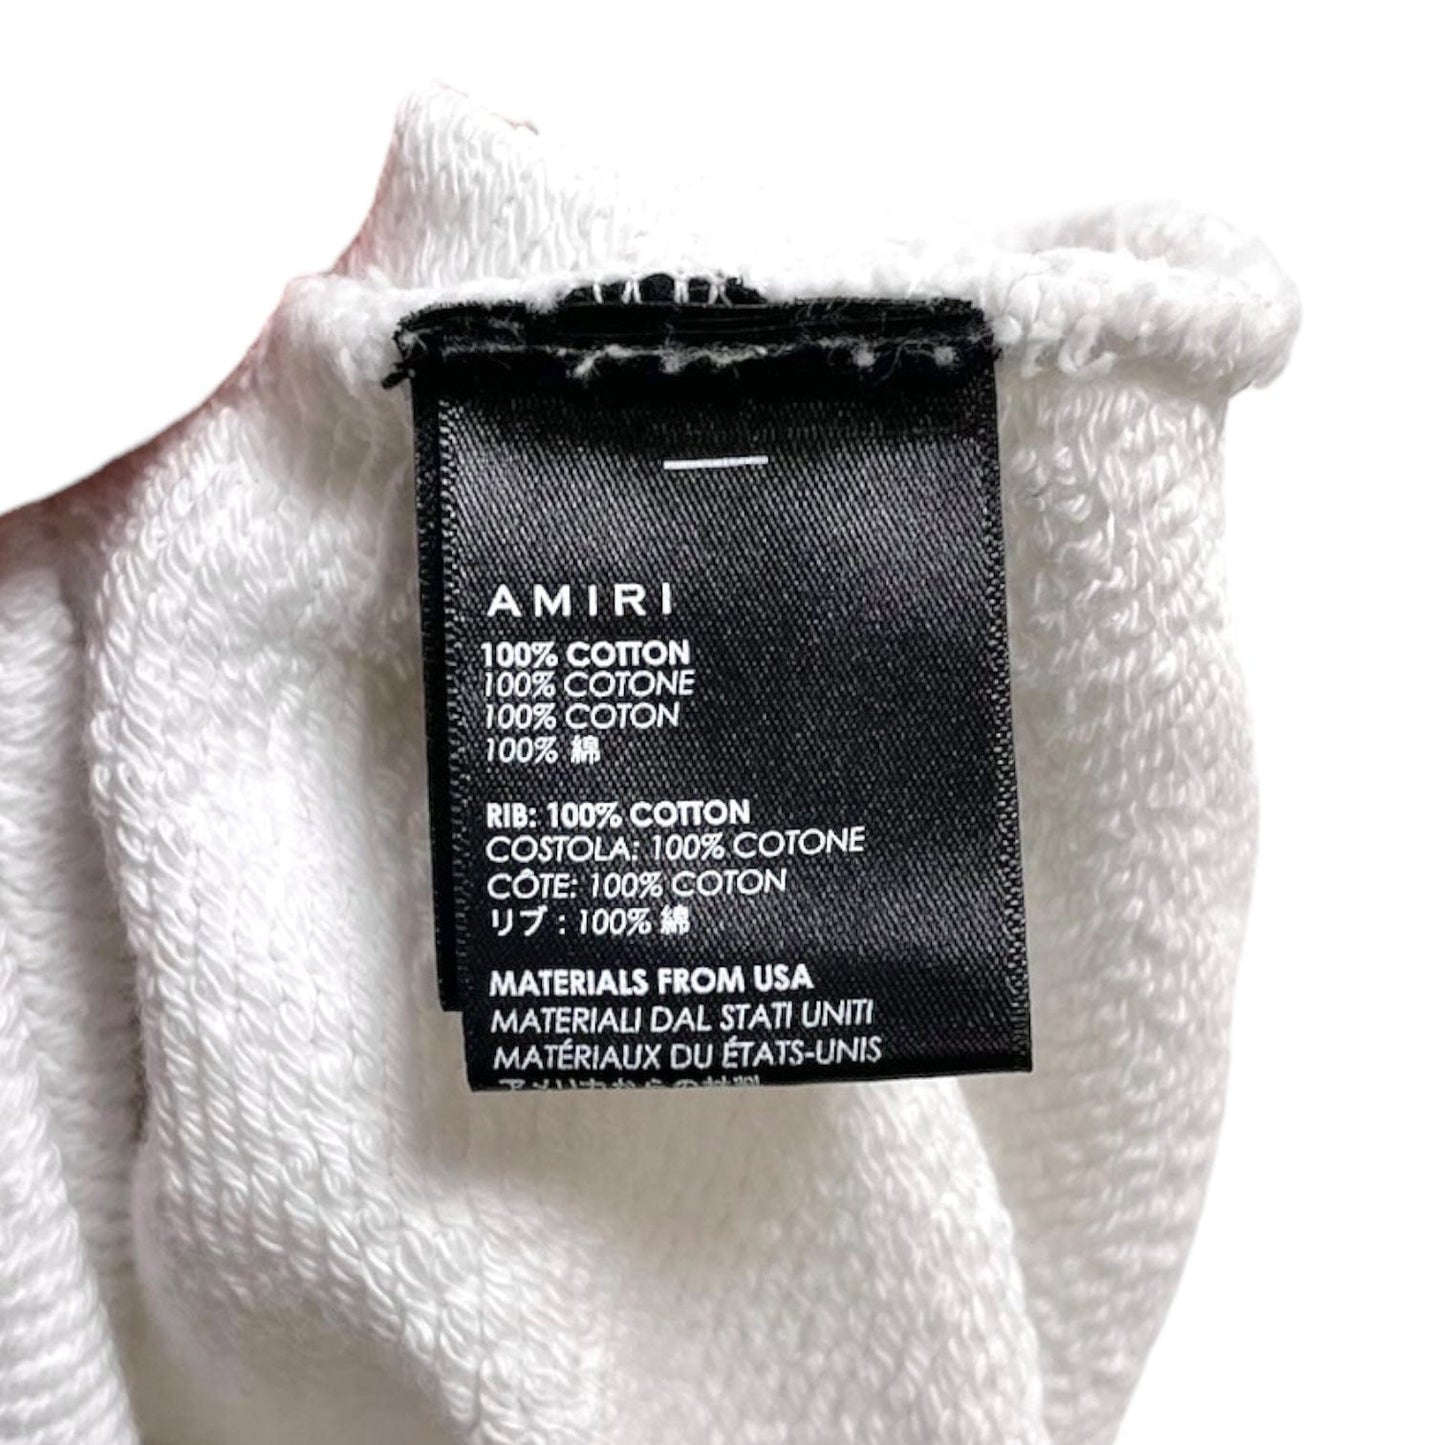 AMIRI
100% COTTON
100% COTONE
100% COTON
100% 綿
RIB: 100% COTTON
COSTOLA: 100% COTONE
CÔTE: 100% COTON
リブ : 100% 綿
MATERIALS FROM USA
MATERIALI DAL STATI UNITI
MATÉRIAUX DU ÉTATS-UNIS